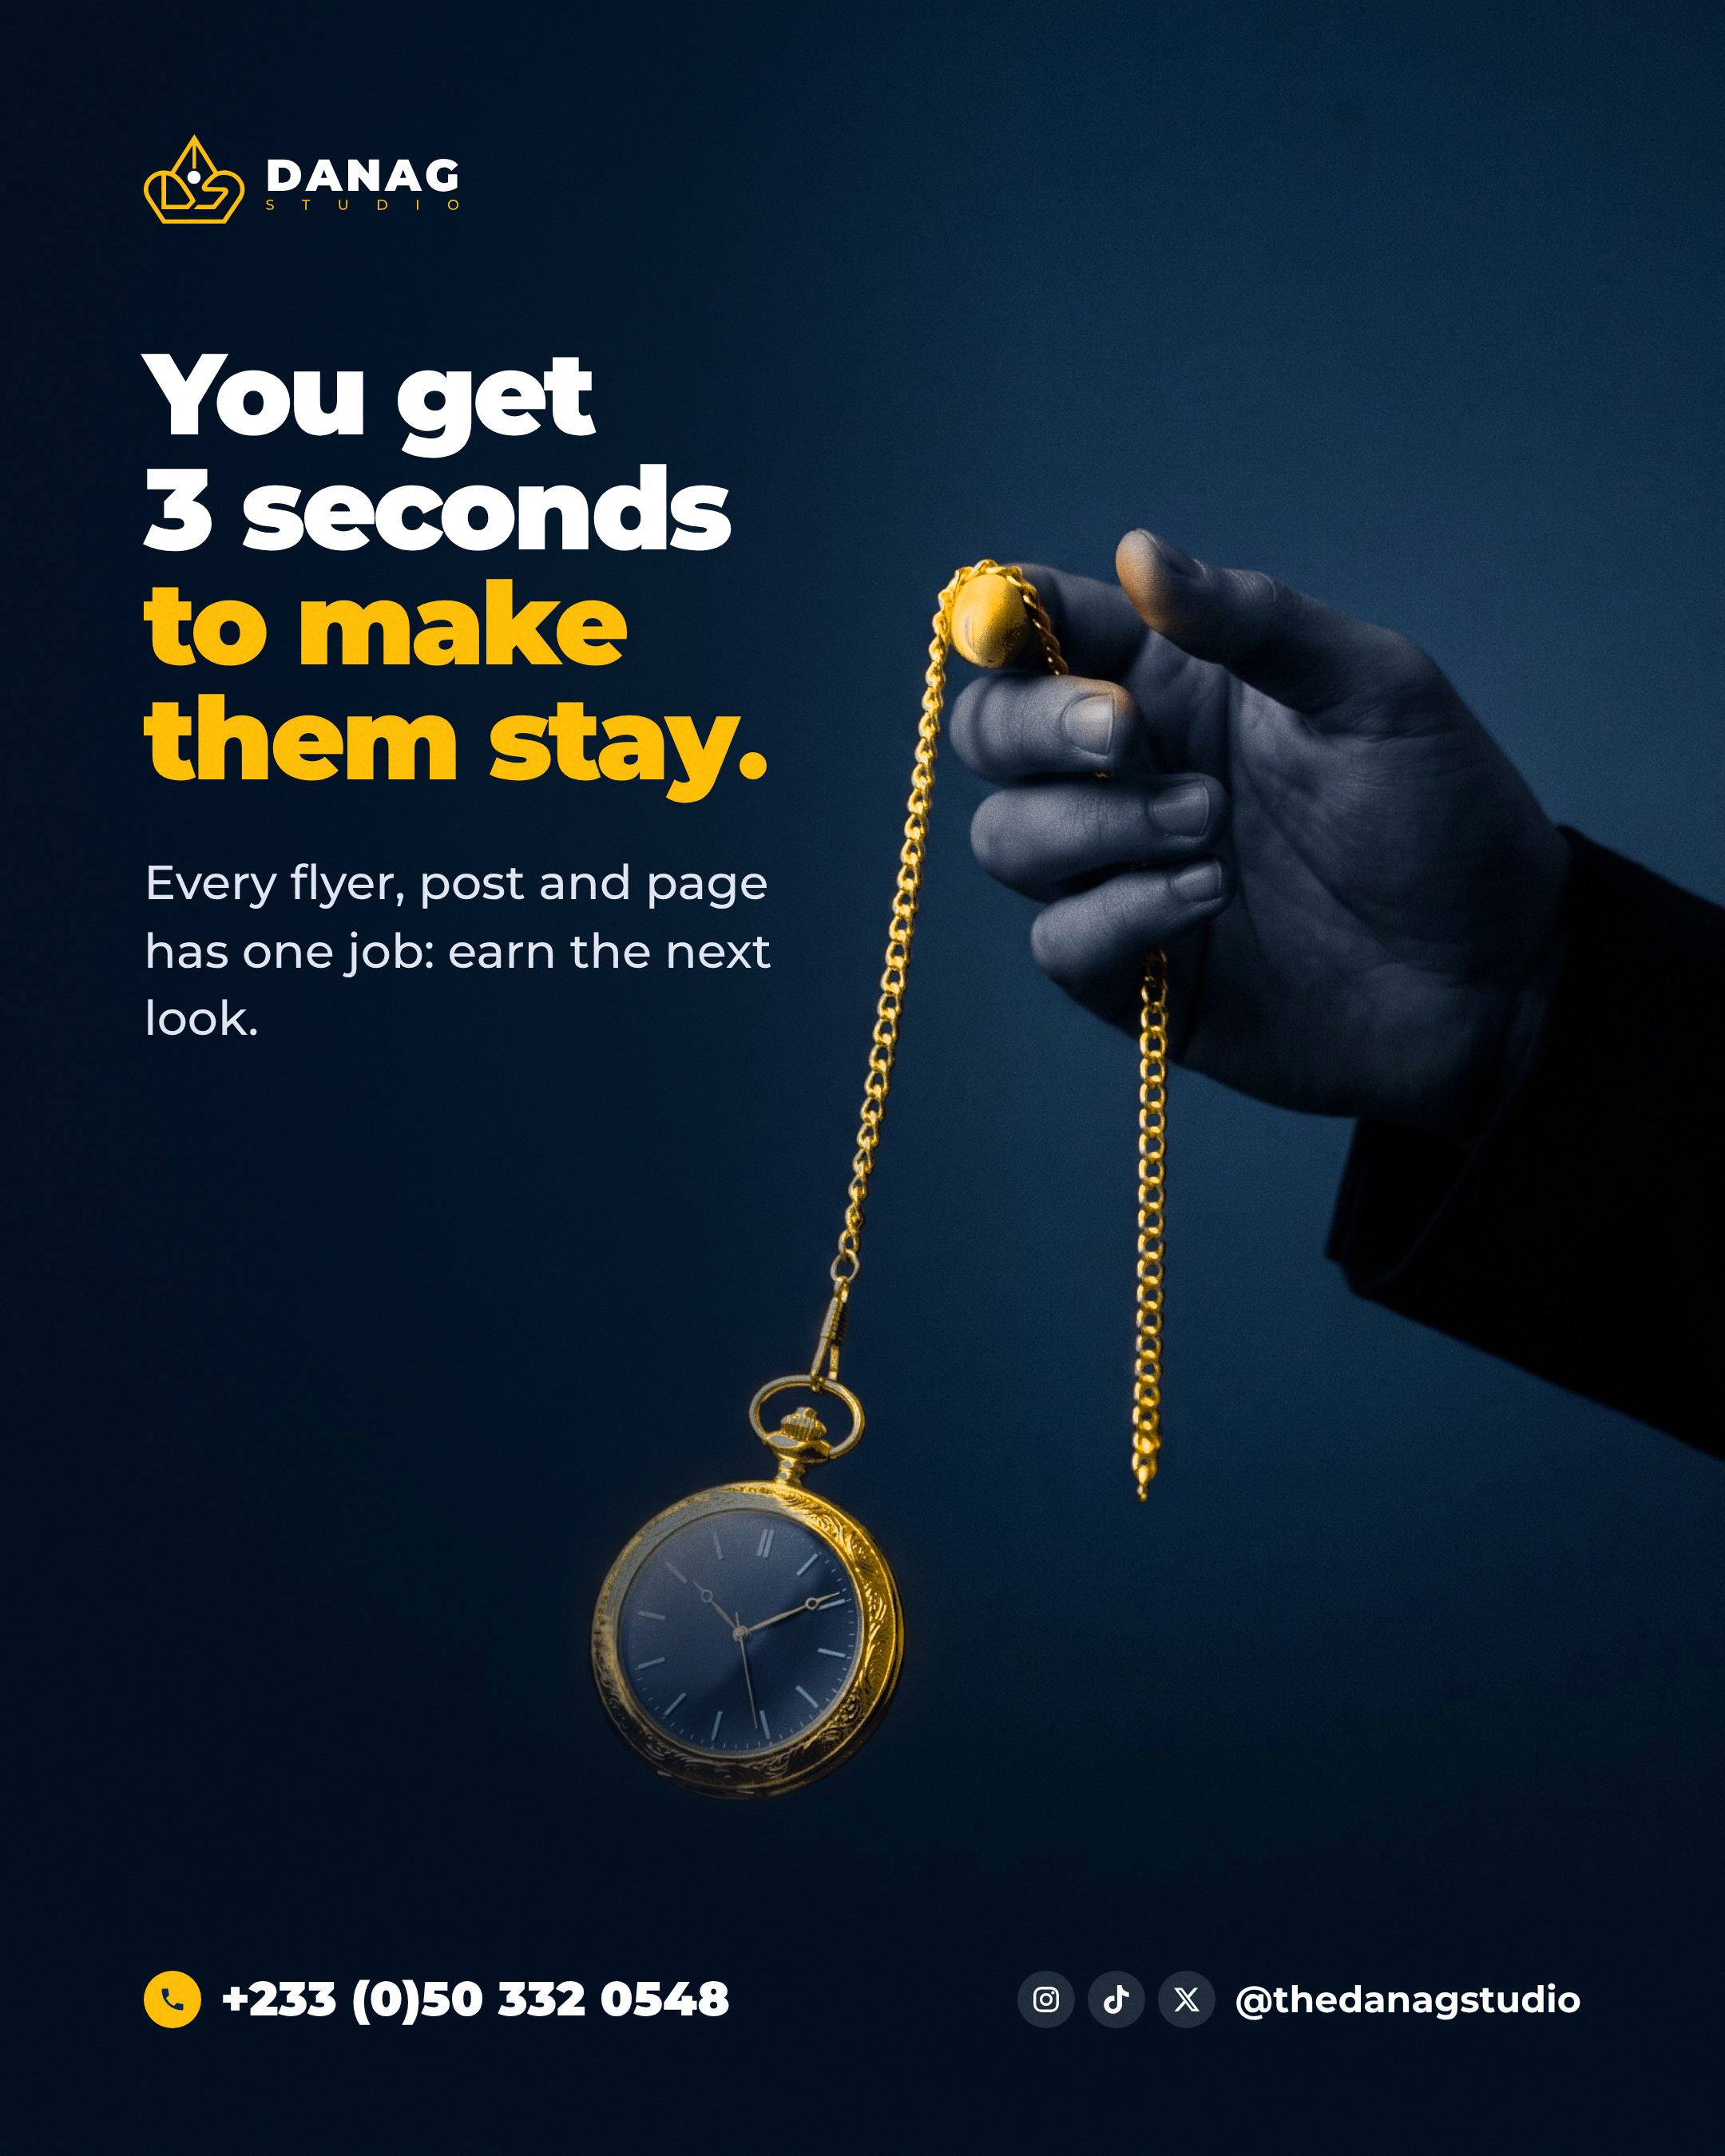 DANAG
STUDIO
You get
3 seconds
to make
them stay.
Every flyer, post and page
has one job: earn the next
look.
+233 (0)50 332 0548
@thedanagstudio